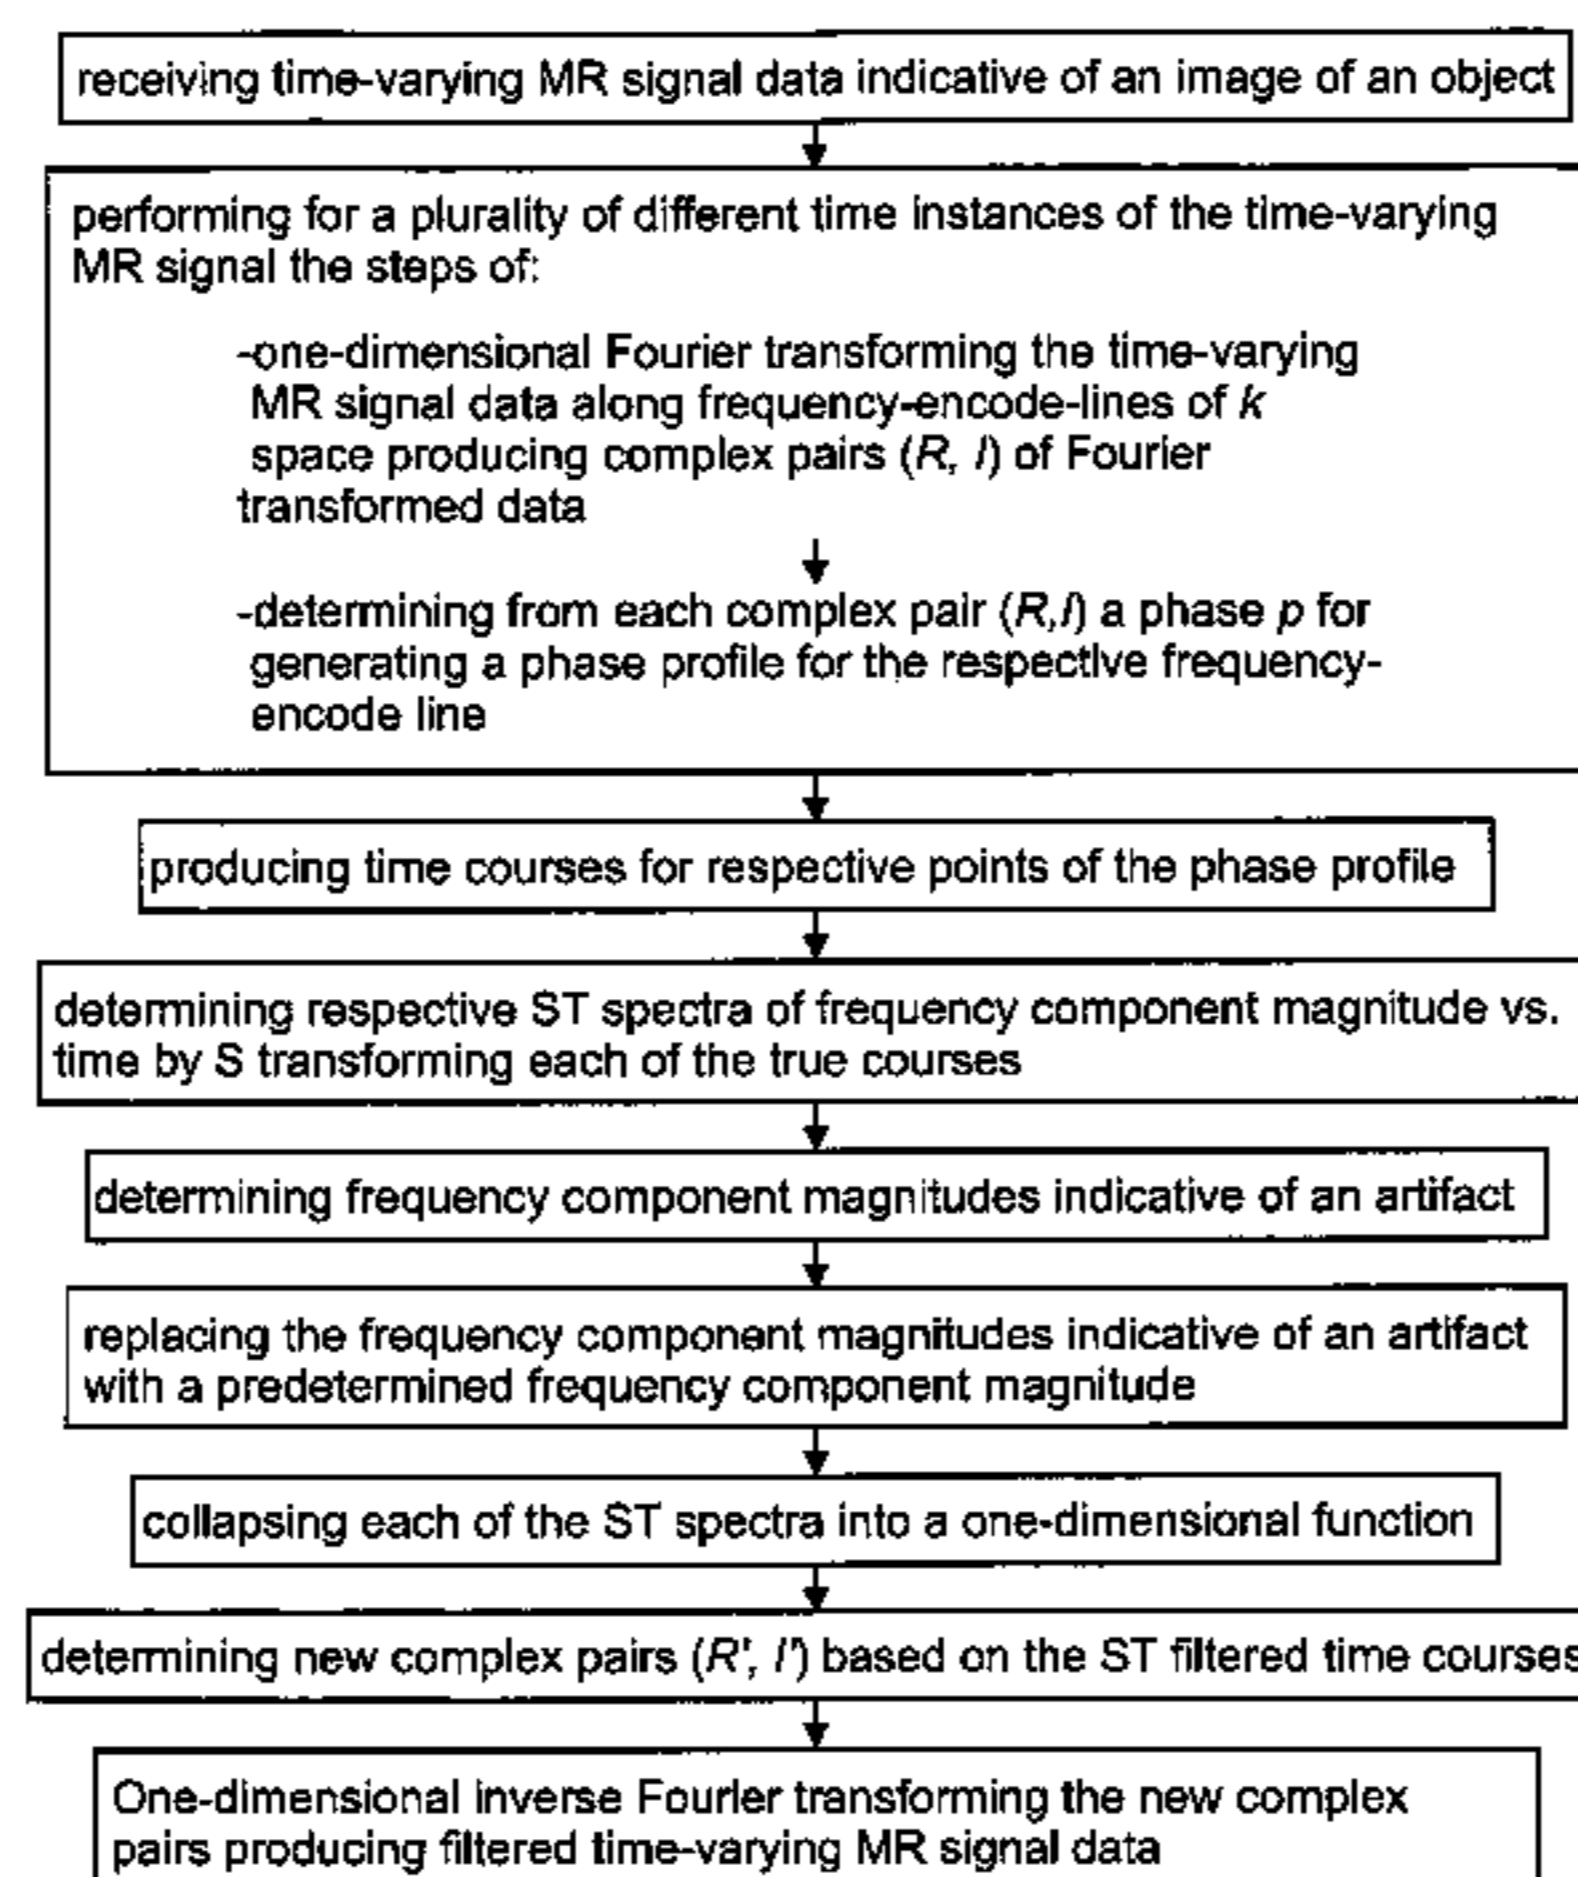 receiving time-varying MR signal data indicative of an image of an object
performing for a plurality of different time instances of the time-varying
MR signal the steps of:
-one-dimensional Fourier transforming the time-varying
MR signal data along frequency-encode-lines of k
space producing complex pairs (R, I) of Fourier
transformed data
-determining from each complex pair (R,I) a phase p for
generating a phase profile for the respective frequency-
encode line
producing time courses for respective points of the phase profile
determining respective ST spectra of frequency component magnitude vs.
time by S transforming each of the true courses
determining frequency component magnitudes indicative of an artifact
replacing the frequency component magnitudes indicative of an artifact
with a predetermined frequency component magnitude
collapsing each of the ST spectra into a one-dimensional function
determining new complex pairs (R', I') based on the ST filtered time courses
One-dimensional inverse Fourier transforming the new complex
pairs producing filtered time-varying MR signal data